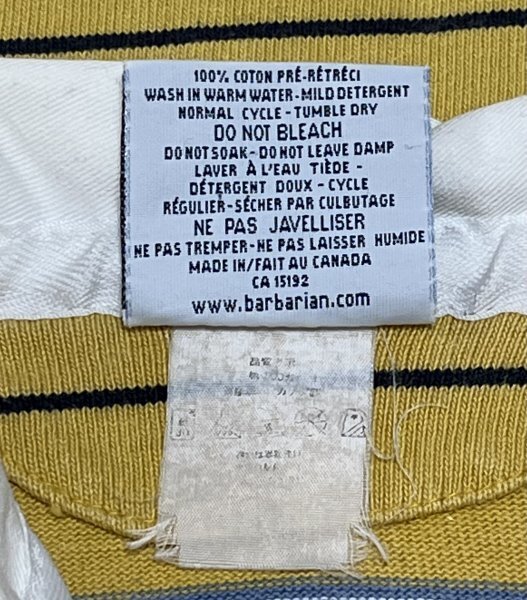 100% COTON PRÉ-RÉTRÉCI
WASH IN WARM WATER-MILD DETERGENT
NORMAL CYCLE-TUMBLE DRY
DO NOT BLEACH
DO NOT SOAK-DO NOT LEAVE DAMP
LAVER À L'EAU TIÈDE-
DÉTERGENT DOUX-CYCLE
RÉGULIER-SÉCHER PAR CULBUTAGE
NE PAS JAVELLISER
NE PAS TREMPER-NE PAS LAISSER HUMIDE
MADE IN/FAIT AU CANADA
CA 15192
www.barbarian.com